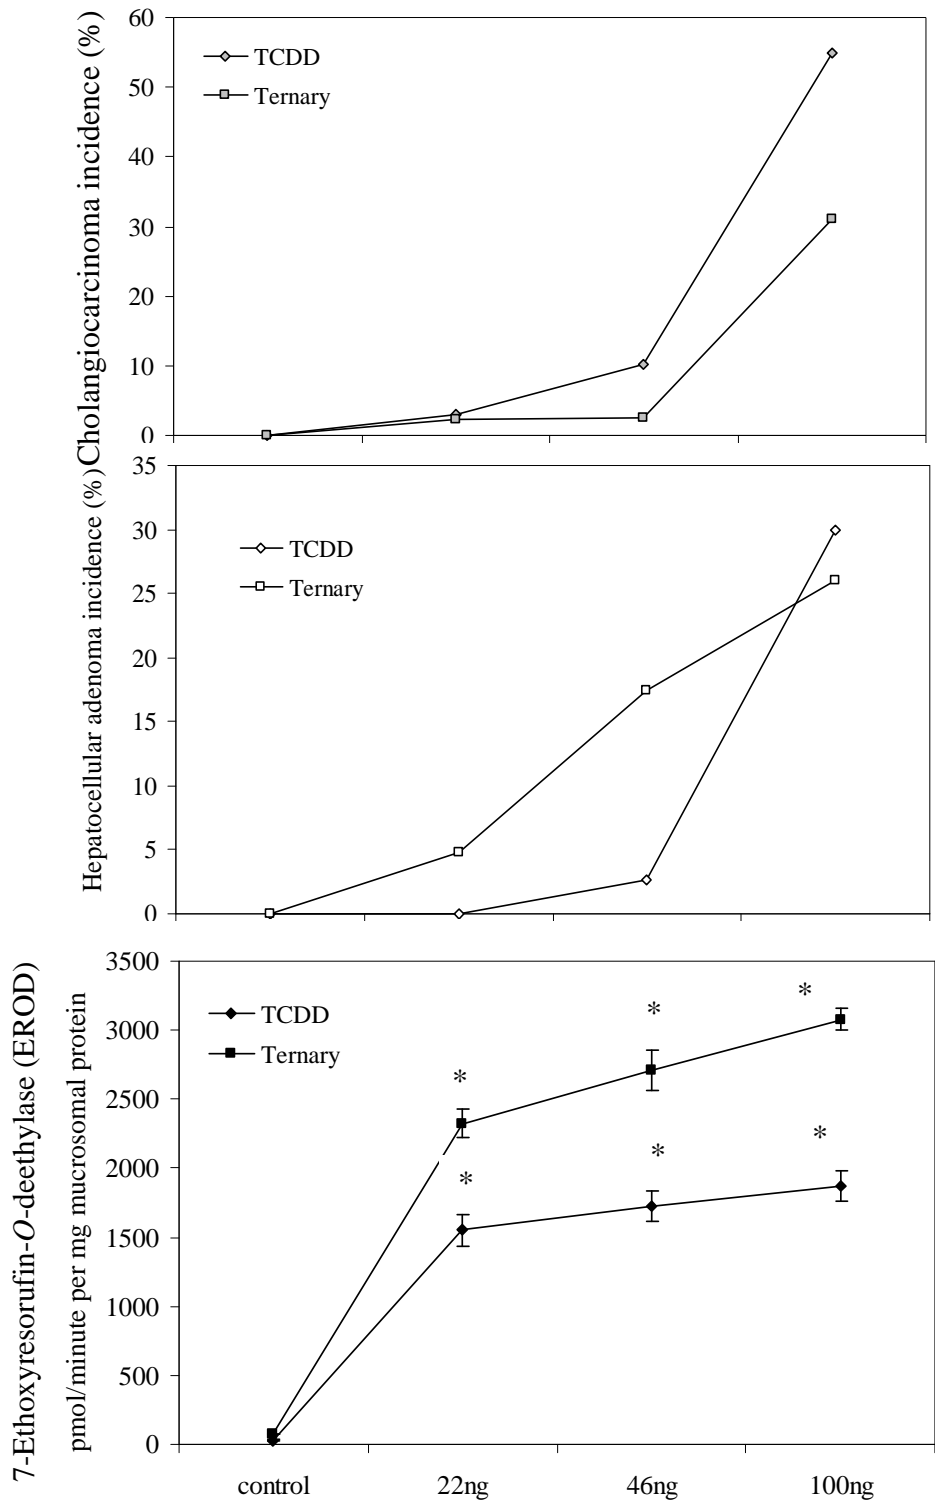 Cholangiocarcinoma incidence (%)
60
50
40
30
20
10
0
TCDD
Ternary
Hepatocellular adenoma incidence (%)
35
30
25
20
15
10
5
0
TCDD
Ternary
7-Ethoxyresorufin-O-deethylase (EROD)
pmol/minute per mg mucrosomal protein
3500
3000
2500
2000
1500
1000
500
0
TCDD
Ternary
* * *
* * *
control 22ng 46ng 100ng